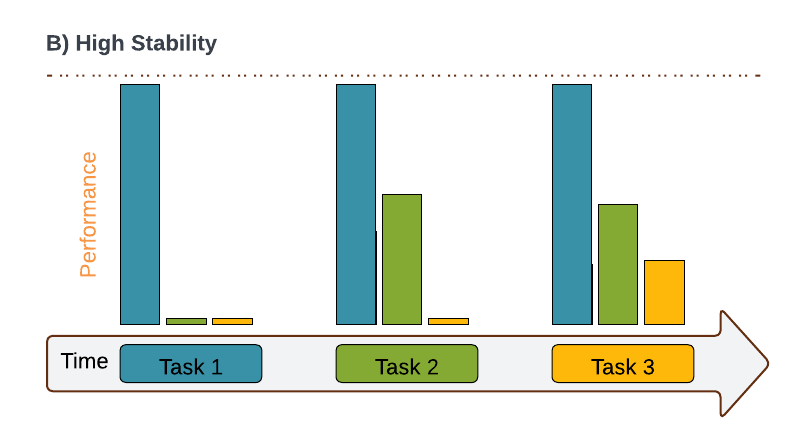 B) High Stability
Performance
Time
Task 1
Task 2
Task 3